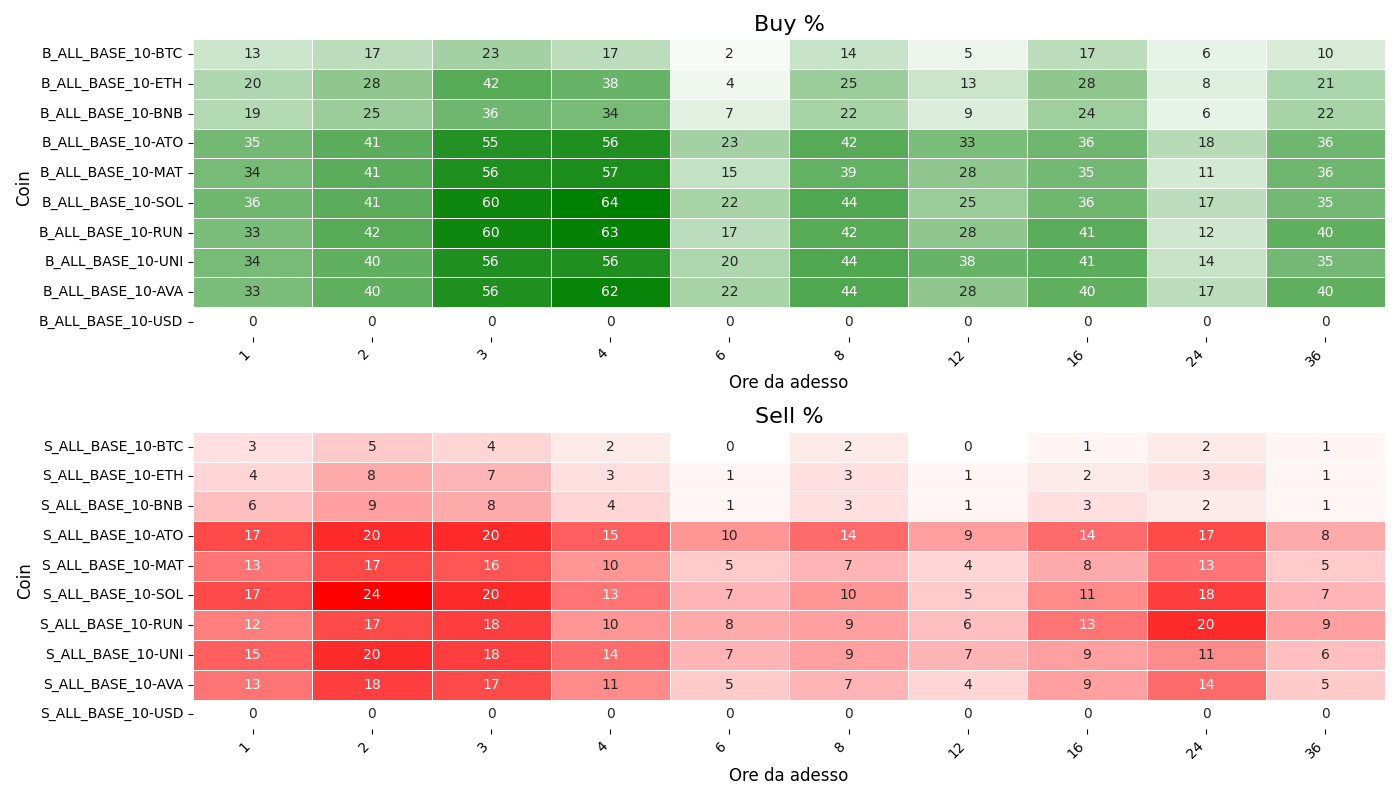 Buy %
Coin
B_ALL_BASE_10-BTC 13 17 23 17 2 14 5 17 6 10
B_ALL_BASE_10-ETH 20 28 42 38 4 25 13 28 8 21
B_ALL_BASE_10-BNB 19 25 36 34 7 22 9 24 6 22
B_ALL_BASE_10-ATO 35 41 55 56 23 42 33 36 18 36
B_ALL_BASE_10-MAT 34 41 56 57 15 39 28 35 11 36
B_ALL_BASE_10-SOL 36 41 60 64 22 44 25 36 17 35
B_ALL_BASE_10-RUN 33 42 60 63 17 42 28 41 12 40
B_ALL_BASE_10-UNI 34 40 56 56 20 44 38 41 14 35
B_ALL_BASE_10-AVA 33 40 56 62 22 44 28 40 17 40
B_ALL_BASE_10-USD 0 0 0 0 0 0 0 0 0 0
1 2 3 4 6 8 12 16 24 36
Ore da adesso
Sell %
Coin
S_ALL_BASE_10-BTC 3 5 4 2 0 2 0 1 2 1
S_ALL_BASE_10-ETH 4 8 7 3 1 3 1 2 3 1
S_ALL_BASE_10-BNB 6 9 8 4 1 3 1 3 2 1
S_ALL_BASE_10-ATO 17 20 20 15 10 14 9 14 17 8
S_ALL_BASE_10-MAT 13 17 16 10 5 7 4 8 13 5
S_ALL_BASE_10-SOL 17 24 20 13 7 10 5 11 18 7
S_ALL_BASE_10-RUN 12 17 18 10 8 9 6 13 20 9
S_ALL_BASE_10-UNI 15 20 18 14 7 9 7 9 11 6
S_ALL_BASE_10-AVA 13 18 17 11 5 7 4 9 14 5
S_ALL_BASE_10-USD 0 0 0 0 0 0 0 0 0 0
1 2 3 4 6 8 12 16 24 36
Ore da adesso